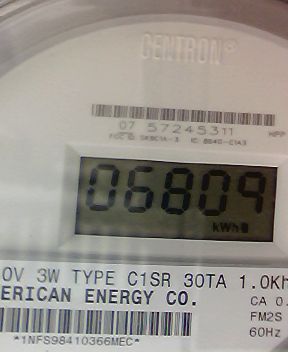 CENTRON®
07 57245311
06809
kWh
0V 3W TYPE C1SR 30TA 1.0Kh
ERICAN ENERGY CO.
CA 0.
FM2S
60Hz
*1NFS98410366MEC*